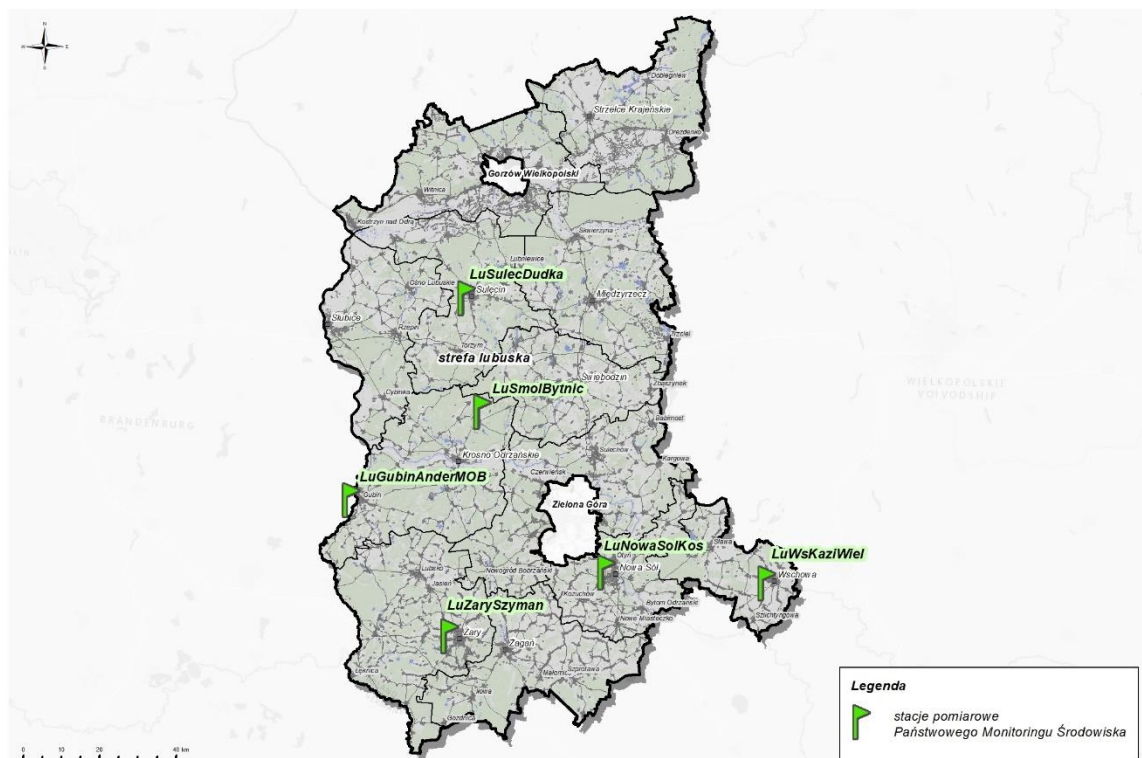 N
W
E
S
Dobiegniew
Strzelce Krajeńskie
Drezdenko
Gorzów Wielkopolski
Witnica
Kostrzyn nad Odrą
Skwierzyna
Lubniewice
LuSulecDudka
Ośno Lubuskie
Sulęcin
Międzyrzecz
Słubice
Rzepin
Trzciel
Torzym
strefa lubuska
Świebodzin
Zbąszynek
LuSmolBytnic
Cybinka
WIELKOPOLSKIE
VOIVODSHIP
BRANDENBURG
Babimost
Krosno Odrzańskie
Sulechów
Kargowa
Czerwieńsk
LuGubinAnderMOB
Gubin
Zielona Góra
Sława
LuNowaSolKos
LuWsKaziWiel
Otyń
Nowa Sól
Wschowa
Lubsko
Nowogród Bobrzański
Jasień
Kożuchów
LuZarySzyman
Bytom Odrzański
Szlichtyngowa
Nowe Miasteczko
Żary
Żagań
Szprotawa
Łęknica
Iłowa
Gozdnica
Legenda
stacje pomiarowe
Państwowego Monitoringu Środowiska
0 10 20 40 km